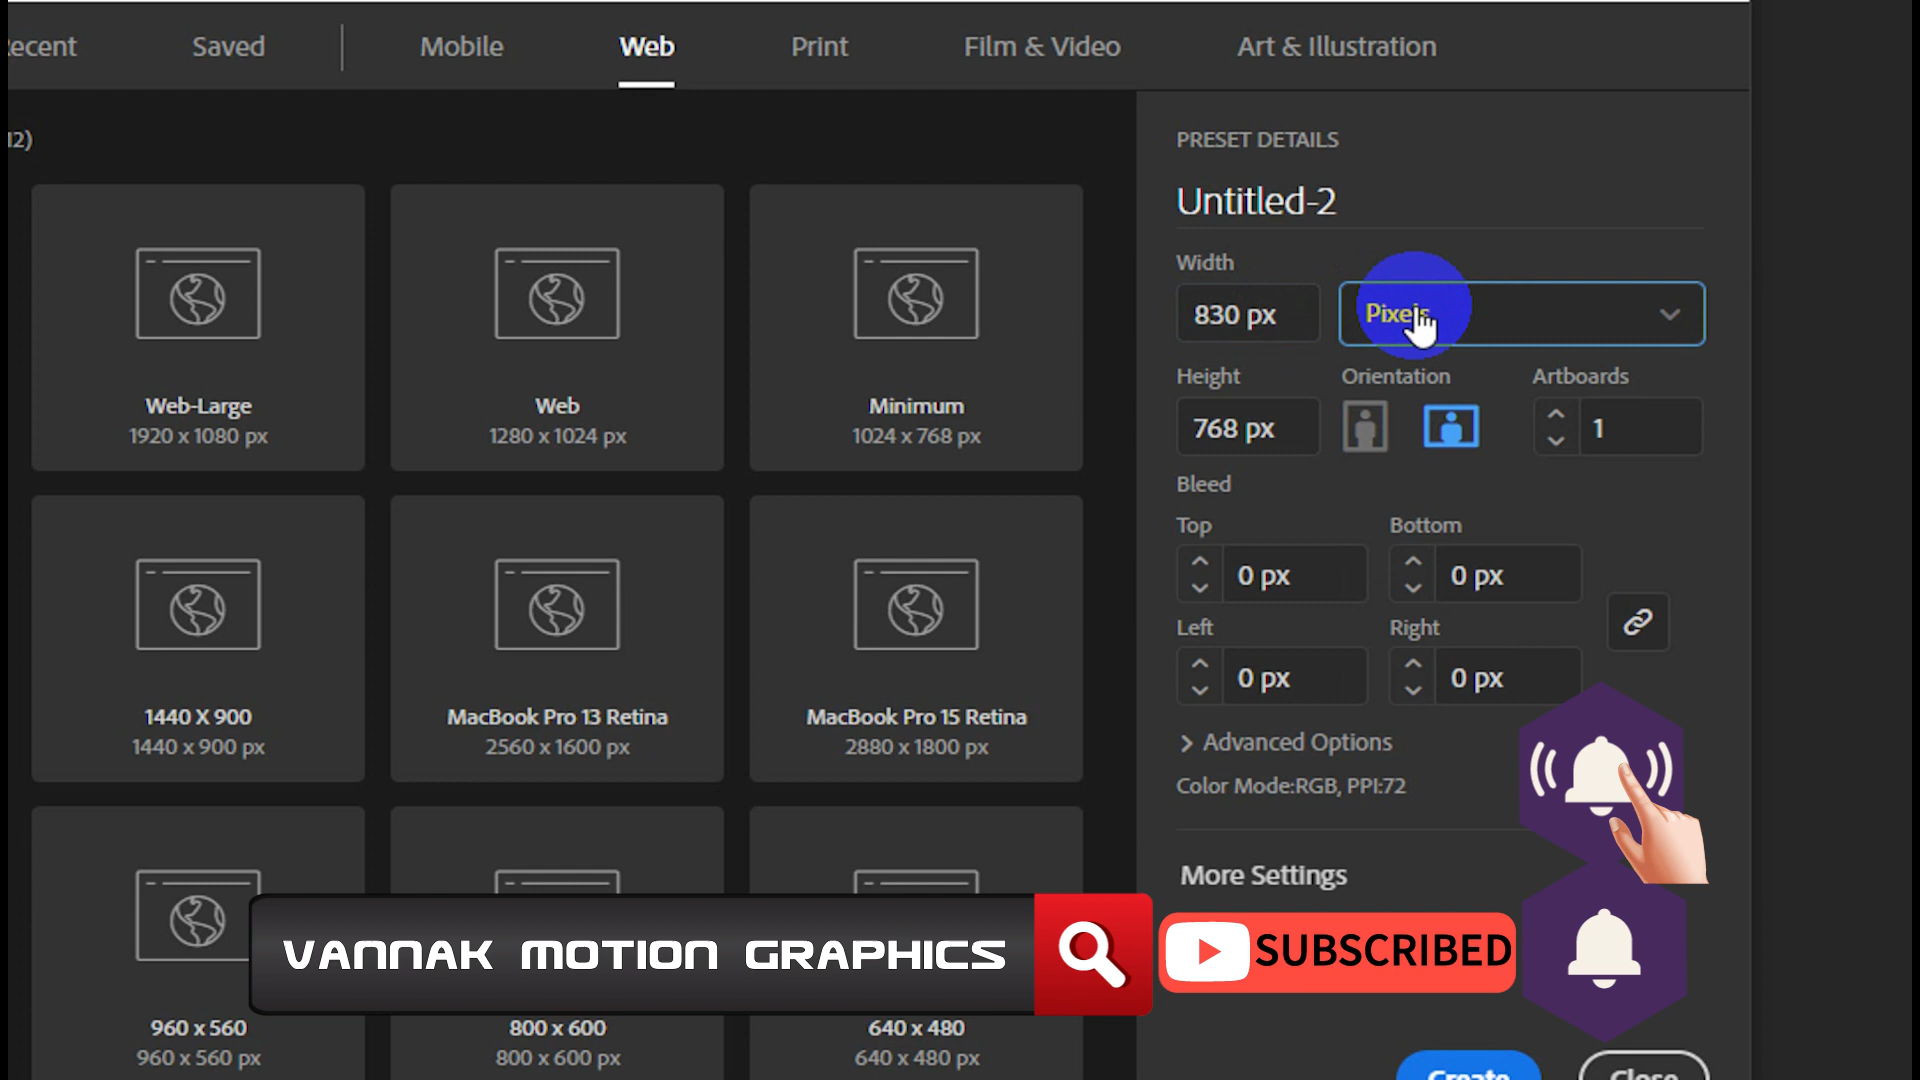 ecent
Saved
Mobile
Web
Print
Film & Video
Art & Illustration
12)
PRESET DETAILS
Untitled-2
Width
830 px
Pixels
Height
Orientation
Artboards
768 px
1
Bleed
Top
Bottom
0 px
0 px
Left
Right
0 px
0 px
Advanced Options
Color Mode:RGB, PPI:72
More Settings
Create
Close
Web-Large
1920 x 1080 px
Web
1280 x 1024 px
Minimum
1024 x 768 px
1440 X 900
1440 x 900 px
MacBook Pro 13 Retina
2560 x 1600 px
MacBook Pro 15 Retina
2880 x 1800 px
960 x 560
960 x 560 px
800 x 600
800 x 600 px
640 x 480
640 x 480 px
VANNAK MOTION GRAPHICS
SUBSCRIBED